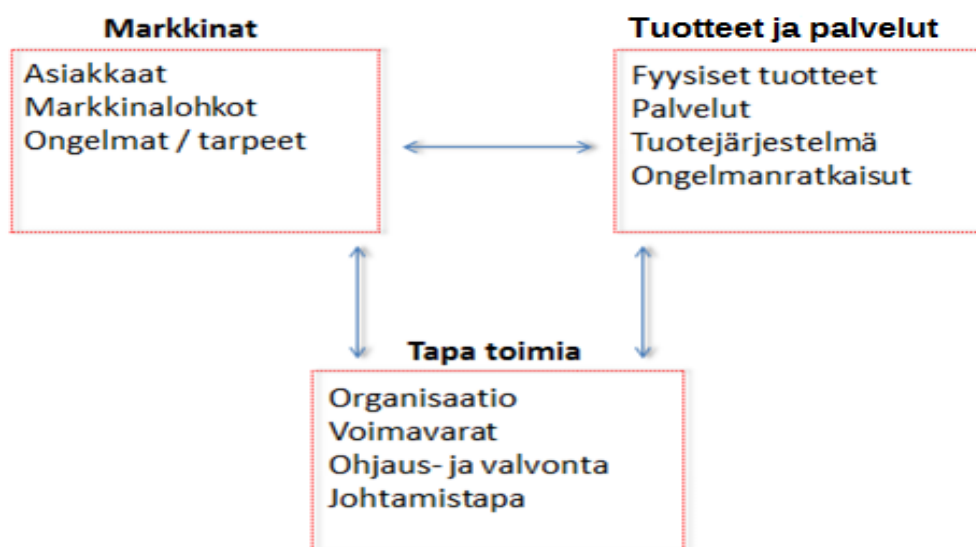 Markkinat
Asiakkaat
Markkinalohkot
Ongelmat / tarpeet
Tuotteet ja palvelut
Fyysiset tuotteet
Palvelut
Tuotejärjestelmä
Ongelmanratkaisut
Tapa toimia
Organisaatio
Voimavarat
Ohjaus- ja valvonta
Johtamistapa